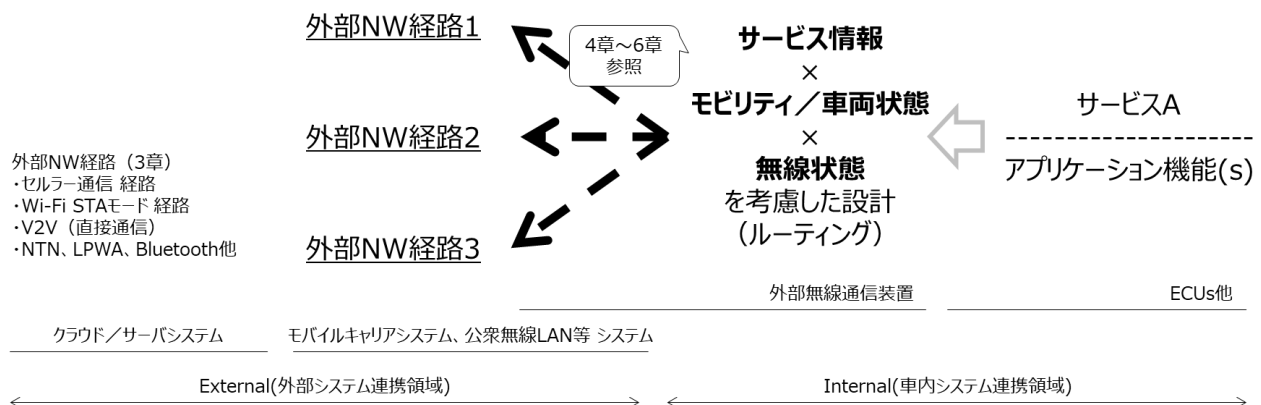 外部NW経路1
外部NW経路2
外部NW経路3
4章～6章
参照
サービス情報
×
モビリティ／車両状態
×
無線状態
を考慮した設計
（ルーティング）
サービスA
アプリケーション機能(s)
外部NW経路（3章）
・セルラー通信 経路
・Wi-Fi STAモード 経路
・V2V（直接通信）
・NTN、LPWA、Bluetooth他
外部無線通信装置
ECUs他
クラウド／サーバシステム
モバイルキャリアシステム、公衆無線LAN等 システム
External(外部システム連携領域)
Internal(車内システム連携領域)